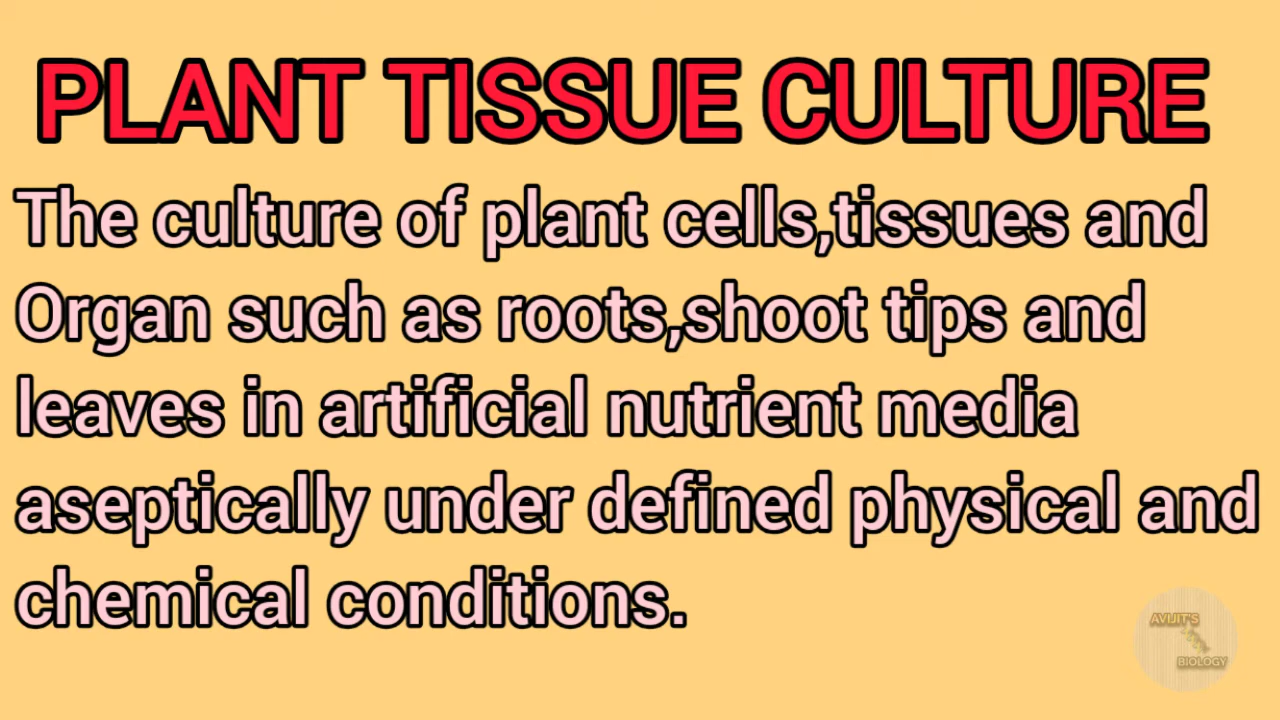 PLANT TISSUE CULTURE
The culture of plant cells,tissues and
Organ such as roots,shoot tips and
leaves in artificial nutrient media
aseptically under defined physical and
chemical conditions.
AVIJIT'S
BIOLOGY